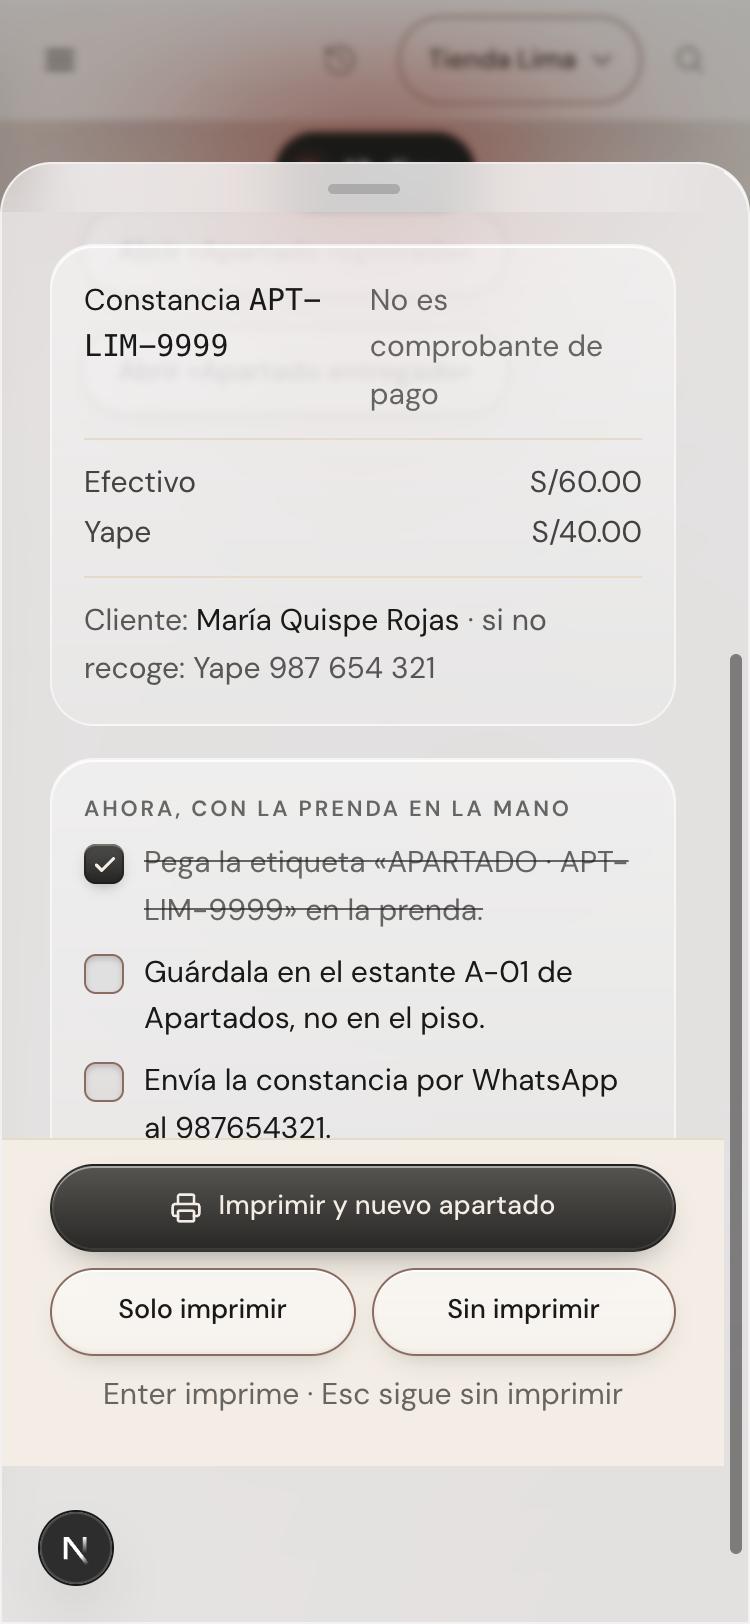 Tienda Lima
Constancia APT–
LIM–9999
No es
comprobante de
pago
Efectivo S/60.00
Yape S/40.00
Cliente: María Quispe Rojas · si no
recoge: Yape 987 654 321
AHORA, CON LA PRENDA EN LA MANO
Pega la etiqueta «APARTADO · APT–
LIM–9999» en la prenda.
Guárdala en el estante A-01 de
Apartados, no en el piso.
Envía la constancia por WhatsApp
al 987654321.
Imprimir y nuevo apartado
Solo imprimir Sin imprimir
Enter imprime · Esc sigue sin imprimir
N